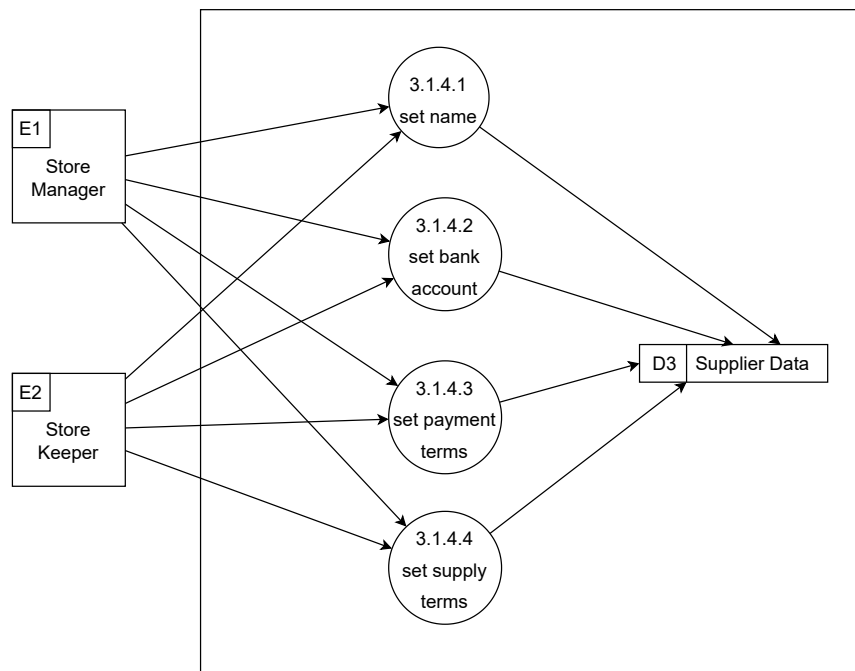 3.1.4.1
set name
E1
Store
Manager
3.1.4.2
set bank
account
D3
Supplier Data
3.1.4.3
set payment
terms
E2
Store
Keeper
3.1.4.4
set supply
terms